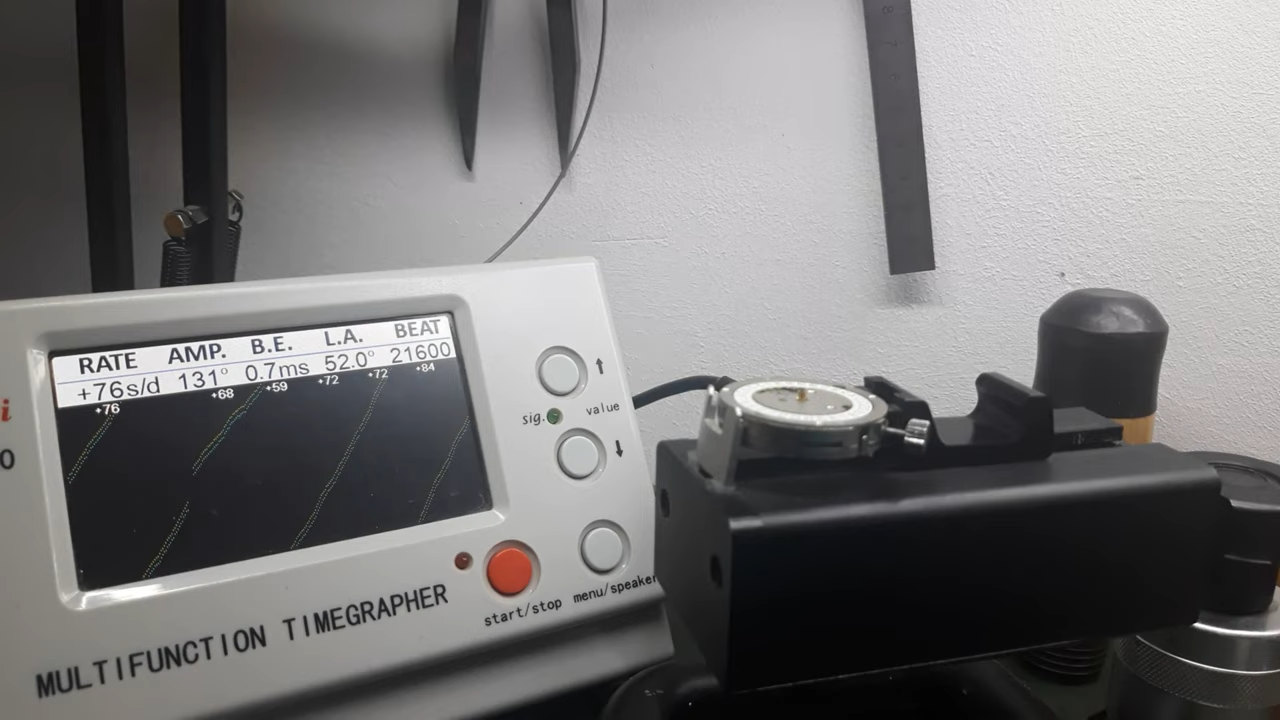 RATE AMP. B.E. L.A. BEAT
+76s/d 131° 0.7ms 52.0° 21600
+76 +68 +59 +72 +72 +84
i
0
sig. value
start/stop menu/speaker
MULTIFUNCTION TIMEGRAPHER